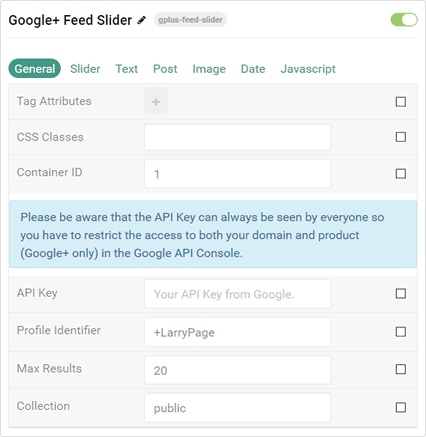 Google+ Feed Slider gplus-feed-slider
General Slider Text Post Image Date Javascript
Tag Attributes +
CSS Classes
Container ID 1
Please be aware that the API Key can always be seen by everyone so
you have to restrict the access to both your domain and product
(Google+ only) in the Google API Console.
API Key Your API Key from Google.
Profile Identifier +LarryPage
Max Results 20
Collection public